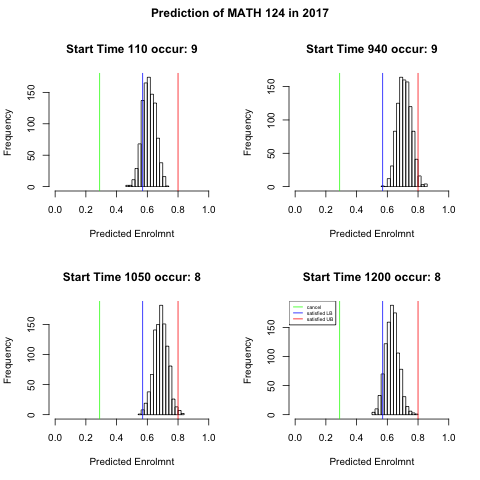 Prediction of MATH 124 in 2017
Start Time 110 occur: 9
Frequency
150
100
50
0
0.0 0.2 0.4 0.6 0.8 1.0
Predicted Enrolmnt
Start Time 940 occur: 9
Frequency
150
100
50
0
0.0 0.2 0.4 0.6 0.8 1.0
Predicted Enrolmnt
Start Time 1050 occur: 8
Frequency
150
100
50
0
0.0 0.2 0.4 0.6 0.8 1.0
Predicted Enrolmnt
Start Time 1200 occur: 8
cancel
satisfied LB
satisfied UB
Frequency
150
100
50
0
0.0 0.2 0.4 0.6 0.8 1.0
Predicted Enrolmnt